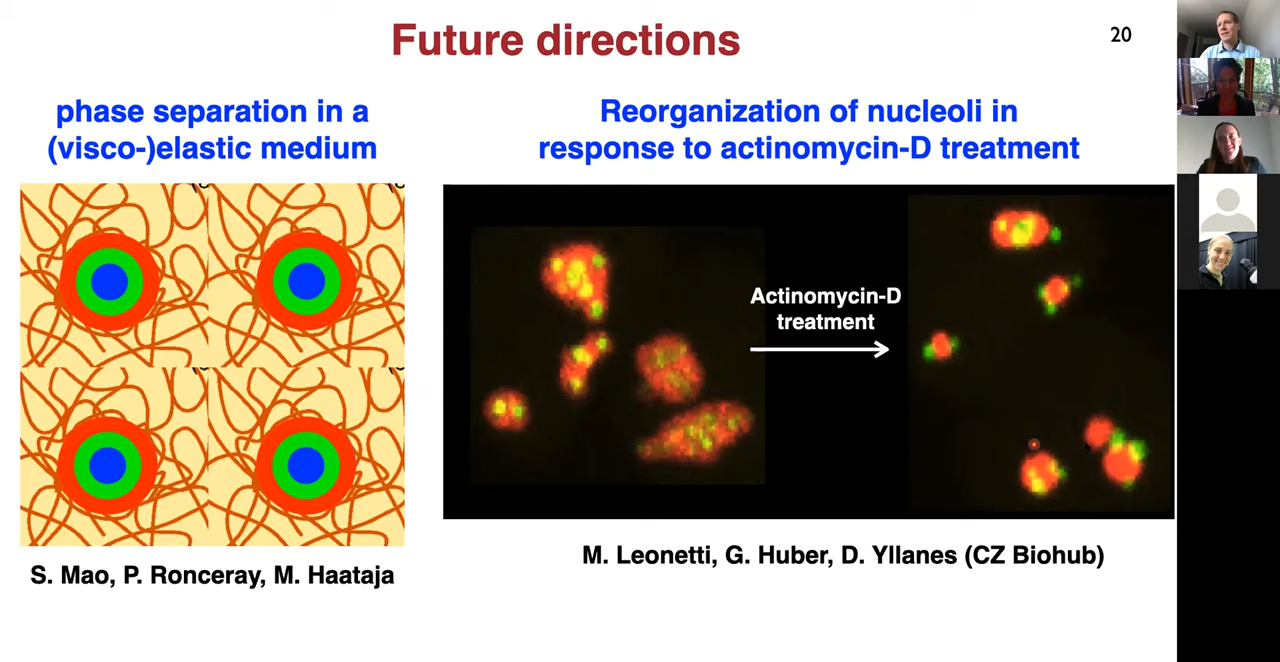 Future directions
20
phase separation in a
(visco-)elastic medium
Reorganization of nucleoli in
response to actinomycin-D treatment
Actinomycin-D
treatment
S. Mao, P. Ronceray, M. Haataja
M. Leonetti, G. Huber, D. Yllanes (CZ Biohub)